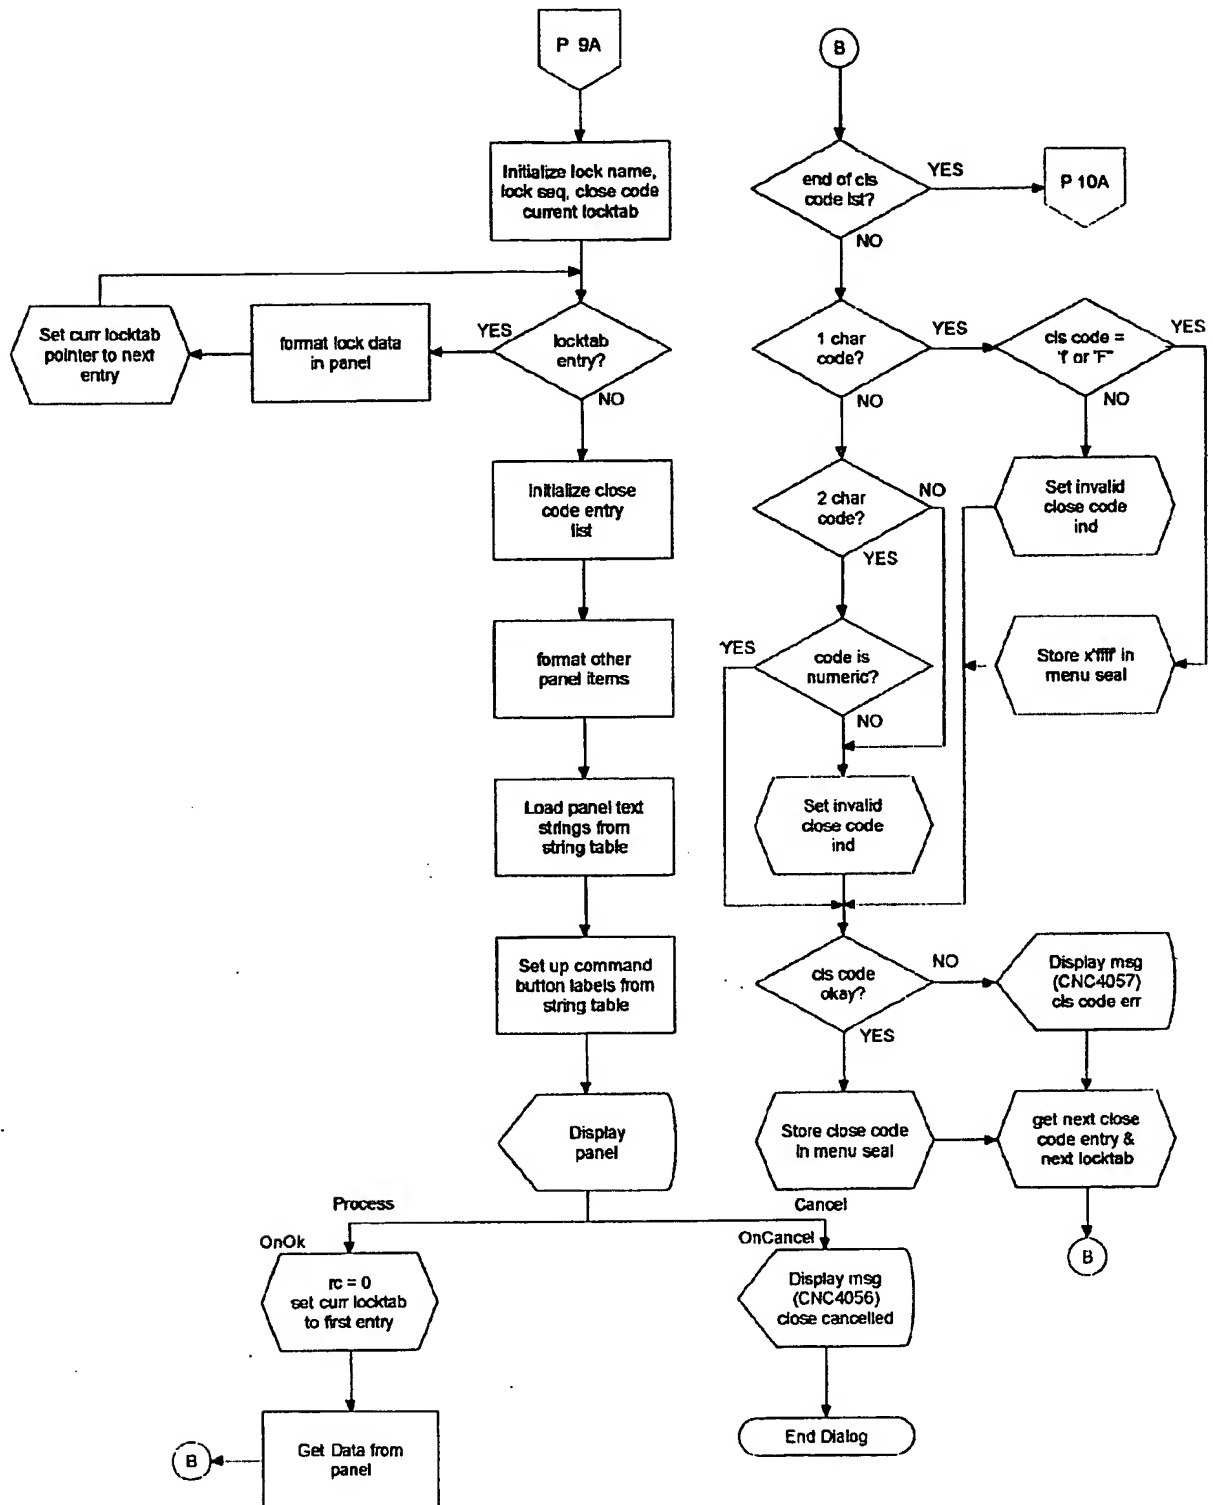 P 9A
Initialize lock name,
lock seq, close code
current locktab
Set curr locktab
pointer to next
entry
format lock data
in panel
YES
locktab
entry?
NO
Initialize close
code entry
list
format other
panel items
Load panel text
strings from
string table
Set up command
button labels from
string table
Display
panel
Process
Cancel
OnOk
OnCancel
rc = 0
set curr locktab
to first entry
Display msg
(CNC4056)
close cancelled
Get Data from
panel
B
End Dialog
B
end of cls
code lst?
YES
P 10A
NO
1 char
code?
YES
cls code =
'f' or 'F'
YES
NO
NO
2 char
code?
NO
Set invalid
close code
ind
YES
YES
code is
numeric?
Store x'ffff' in
menu seal
NO
Set invalid
close code
ind
cls code
okay?
NO
Display msg
(CNC4057)
cls code err
YES
Store close code
in menu seal
get next close
code entry &
next locktab
B